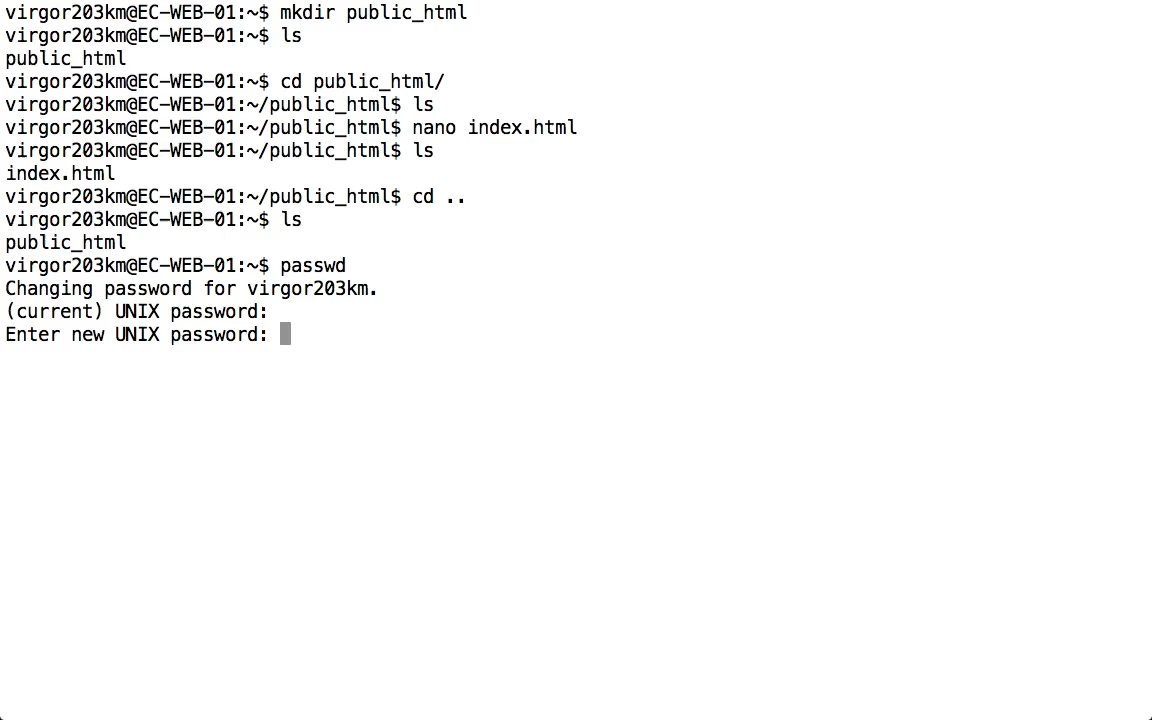 virgor203km@EC-WEB-01:~$ mkdir public_html
virgor203km@EC-WEB-01:~$ ls
public_html
virgor203km@EC-WEB-01:~$ cd public_html/
virgor203km@EC-WEB-01:~/public_html$ ls
virgor203km@EC-WEB-01:~/public_html$ nano index.html
virgor203km@EC-WEB-01:~/public_html$ ls
index.html
virgor203km@EC-WEB-01:~/public_html$ cd ..
virgor203km@EC-WEB-01:~$ ls
public_html
virgor203km@EC-WEB-01:~$ passwd
Changing password for virgor203km.
(current) UNIX password:
Enter new UNIX password: